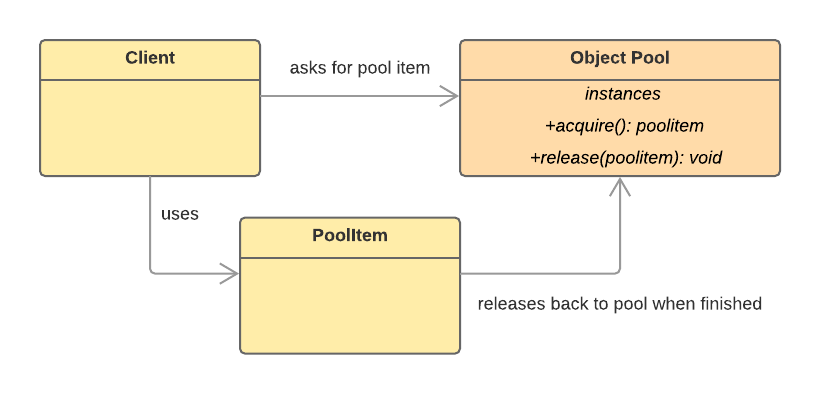 Client
asks for pool item
Object Pool
instances
+acquire(): poolitem
+release(poolitem): void
uses
PoolItem
releases back to pool when finished